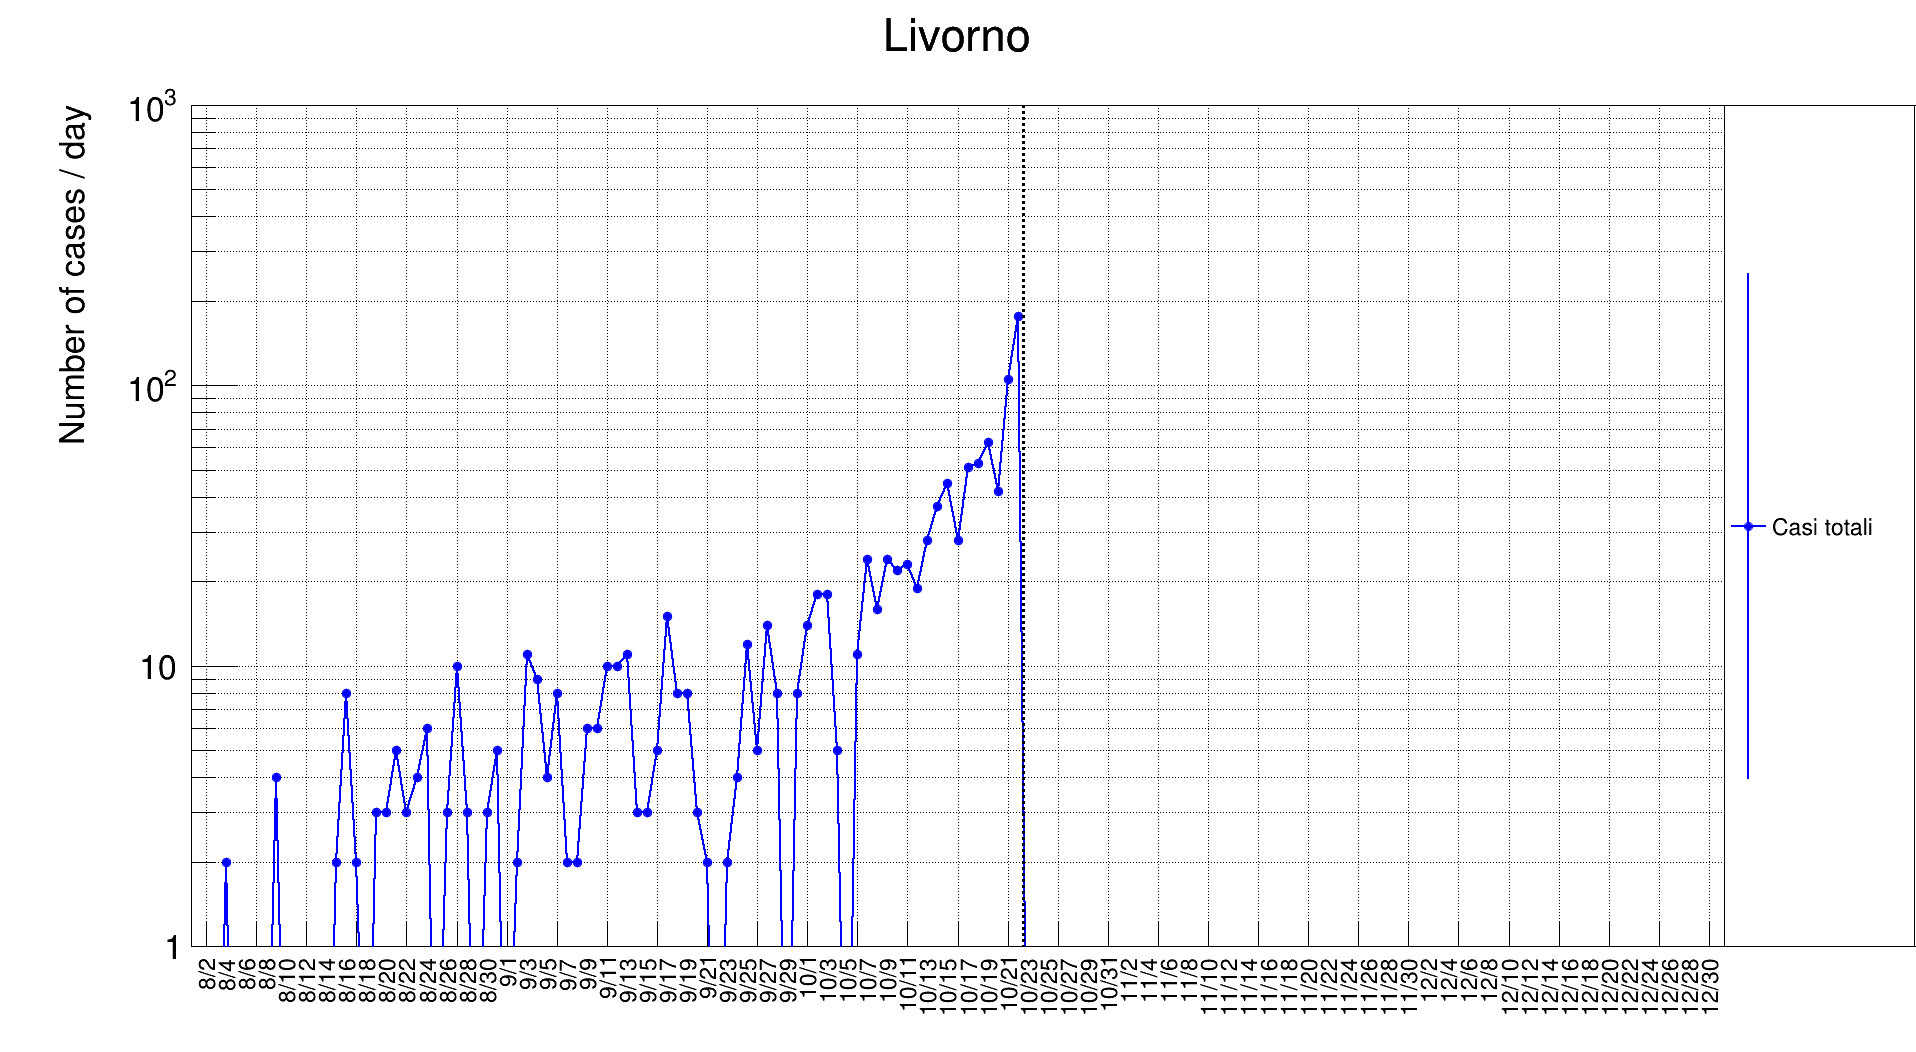 Livorno
Number of cases / day
10³
10²
10
1
Casi totali
8/2 8/4 8/6 8/8 8/10 8/12 8/14 8/16 8/18 8/20 8/22 8/24 8/26 8/28 8/30 9/1 9/3 9/5 9/7 9/9 9/11 9/13 9/15 9/17 9/19 9/21 9/23 9/25 9/27 9/29 10/1 10/3 10/5 10/7 10/9 10/11 10/13 10/15 10/17 10/19 10/21 10/23 10/25 10/27 10/29 10/31 11/2 11/4 11/6 11/8 11/10 11/12 11/14 11/16 11/18 11/20 11/22 11/24 11/26 11/28 11/30 12/2 12/4 12/6 12/8 12/10 12/12 12/14 12/16 12/18 12/20 12/22 12/24 12/26 12/28 12/30